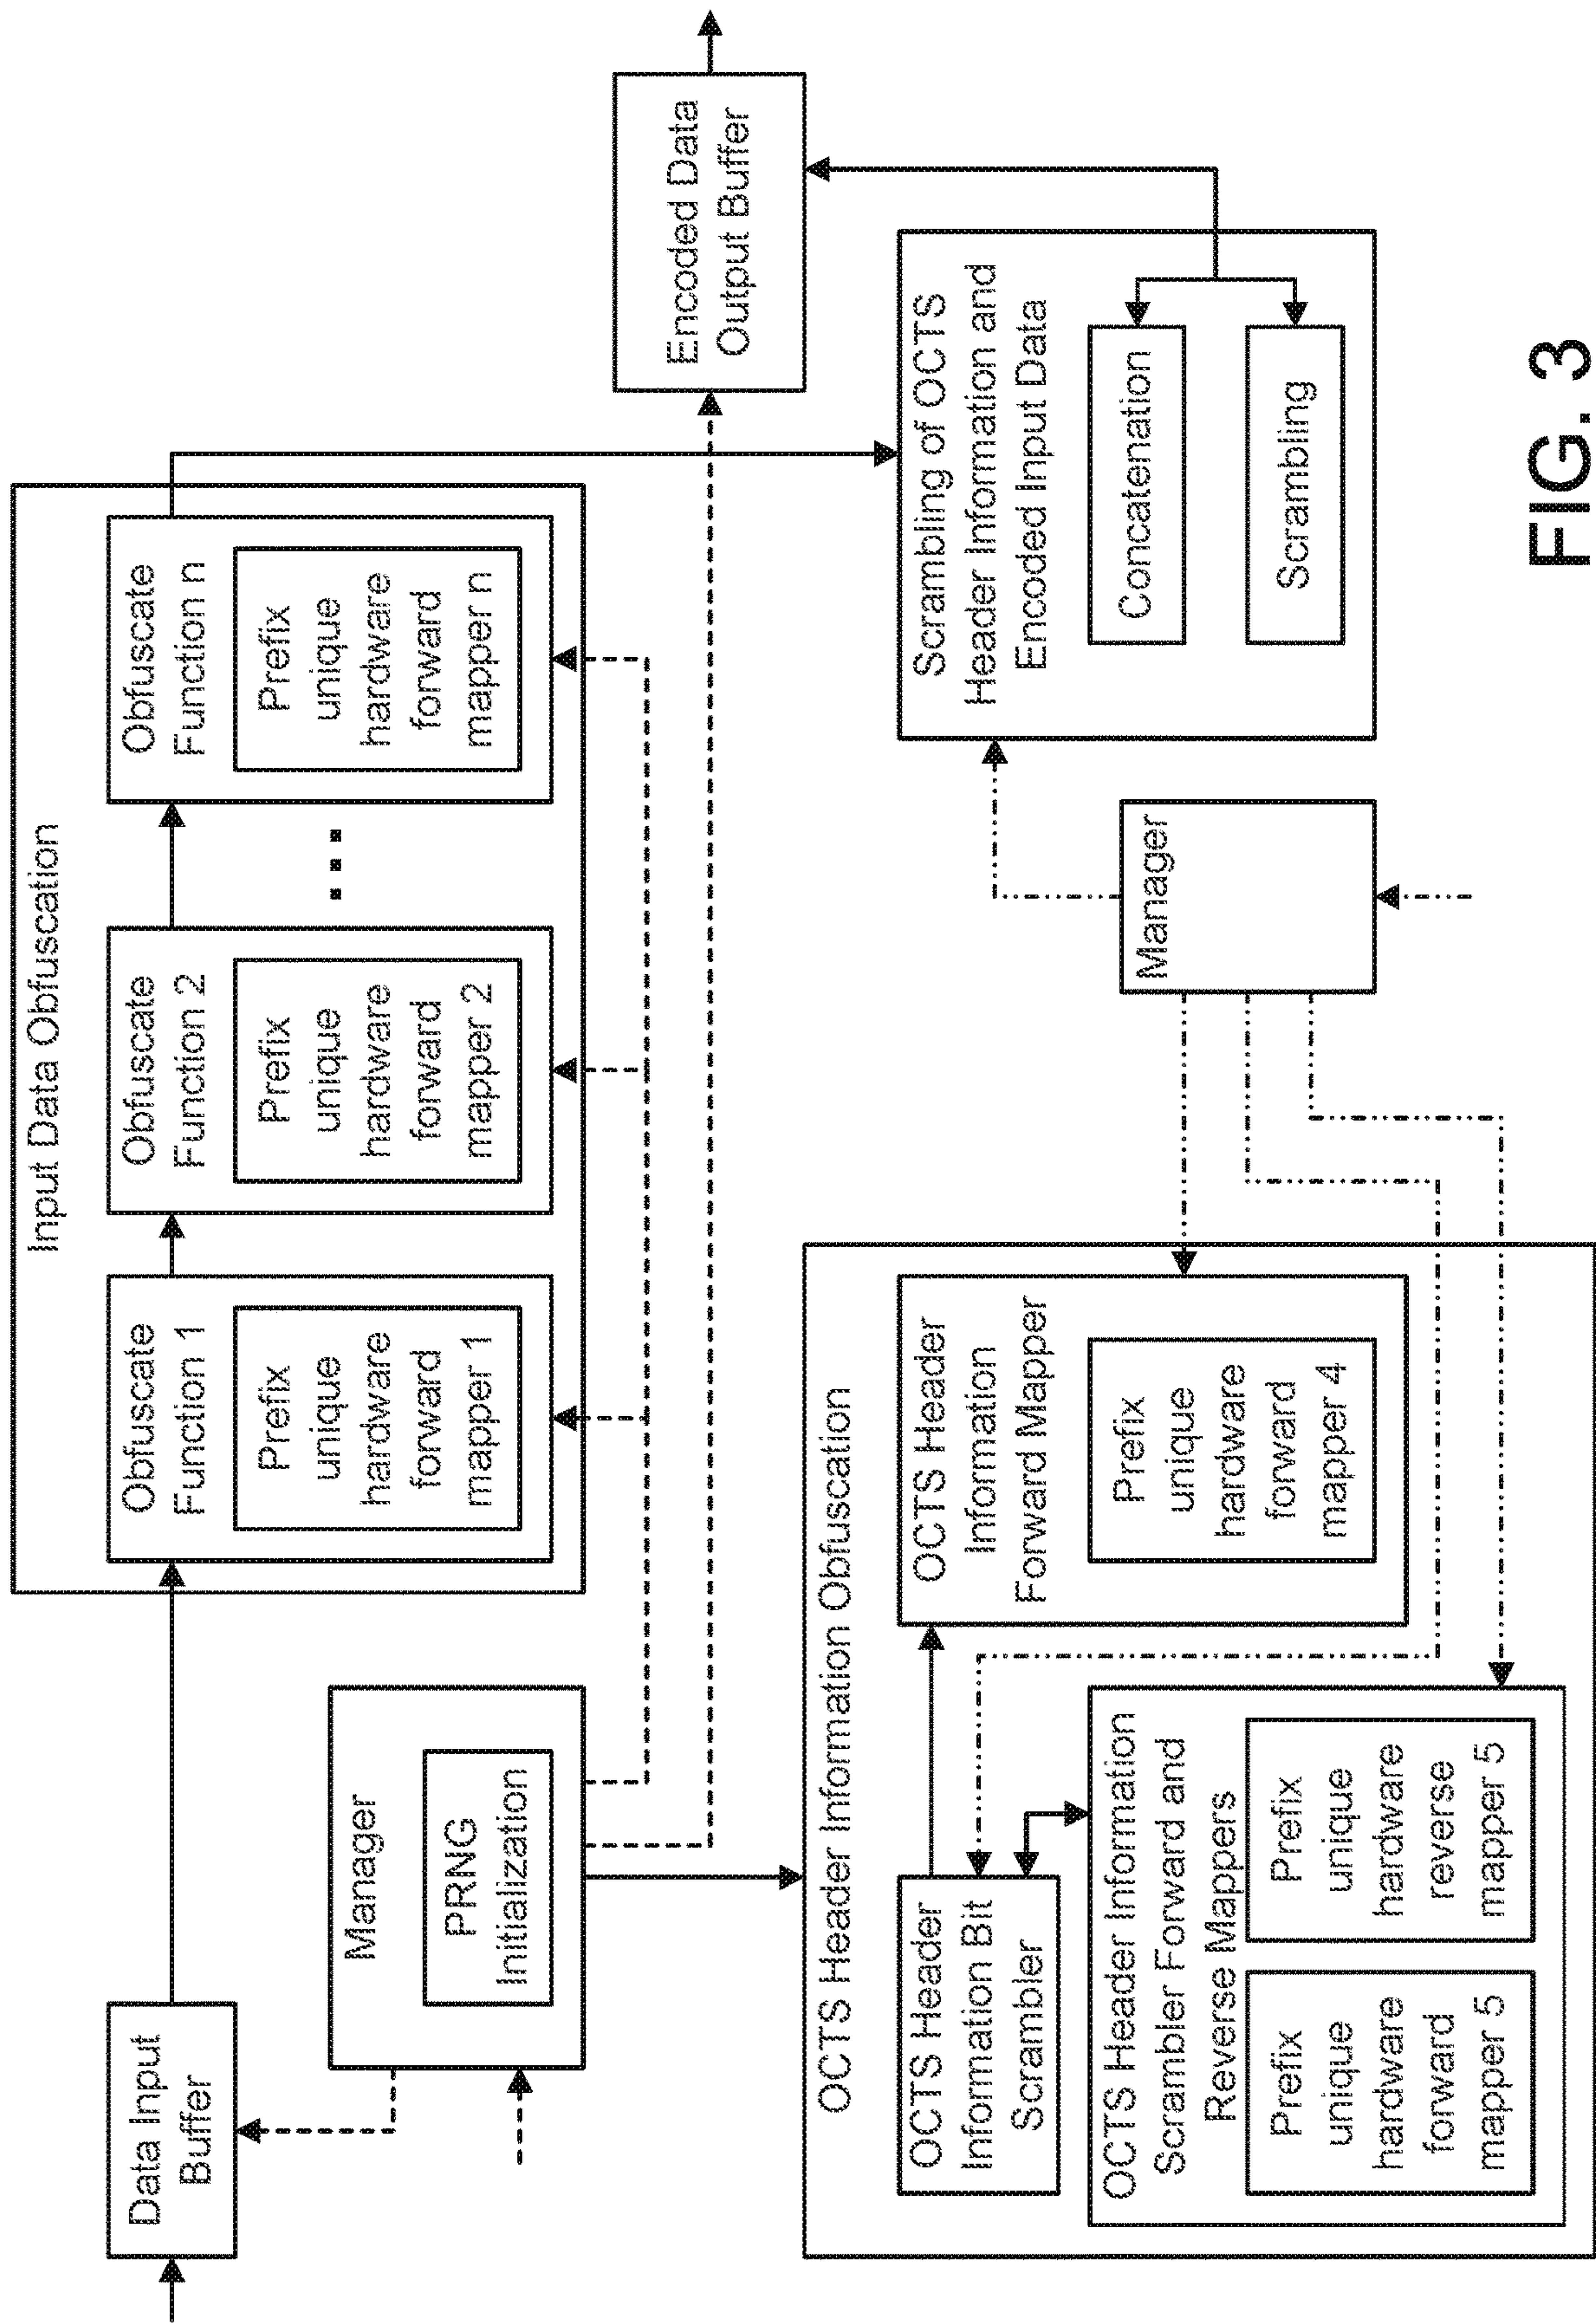 Input Data Obfuscation
Data Input
Buffer
Obfuscate
Function 1
Prefix
unique
hardware
forward
mapper 1
Obfuscate
Function 2
Prefix
unique
hardware
forward
mapper 2
...
Obfuscate
Function n
Prefix
unique
hardware
forward
mapper n
Manager
PRNG
Initialization
Encoded Data
Output Buffer
OCTS Header Information Obfuscation
OCTS Header
Information Bit
Scrambler
OCTS Header
Information
Forward Mapper
Prefix
unique
hardware
forward
mapper 4
OCTS Header Information
Scrambler Forward and
Reverse Mappers
Prefix
unique
hardware
forward
mapper 5
Prefix
unique
hardware
reverse
mapper 5
Manager
Scrambling of OCTS
Header Information and
Encoded Input Data
Concatenation
Scrambling
FIG. 3